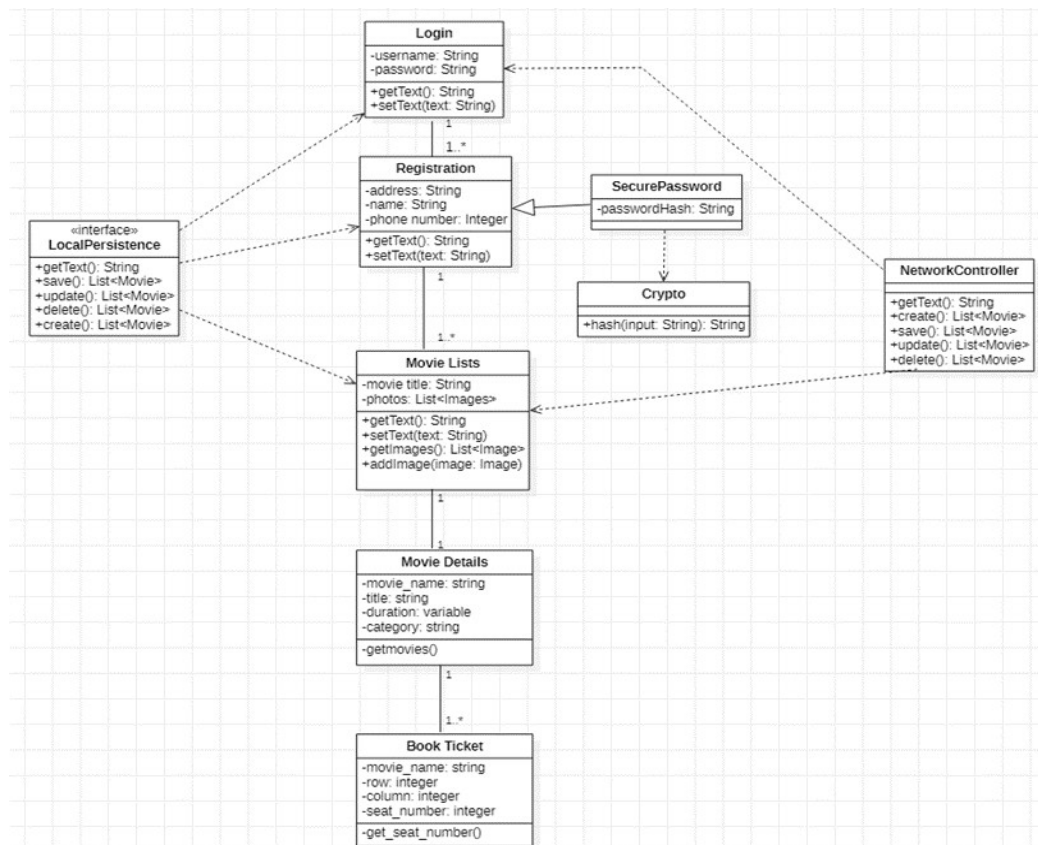 Login
-username: String
-password: String
+getText(): String
+setText(text: String)
1
1..*
Registration
-address: String
-name: String
-phone number: Integer
+getText(): String
+setText(text: String)
1
1..*
SecurePassword
-passwordHash: String
Crypto
+hash(input: String): String
«interface»
LocalPersistence
+getText(): String
+save(): List<Movie>
+update(): List<Movie>
+delete(): List<Movie>
+create(): List<Movie>
NetworkController
+getText(): String
+create(): List<Movie>
+save(): List<Movie>
+update(): List<Movie>
+delete(): List<Movie>
Movie Lists
-movie title: String
-photos: List<Images>
+getText(): String
+setText(text: String)
+getImages(): List<Image>
+addImage(image: Image)
1
1
Movie Details
-movie_name: string
-title: string
-duration: variable
-category: string
-getmovies()
1
1..*
Book Ticket
-movie_name: string
-row: integer
-column: integer
-seat_number: integer
-get_seat_number()